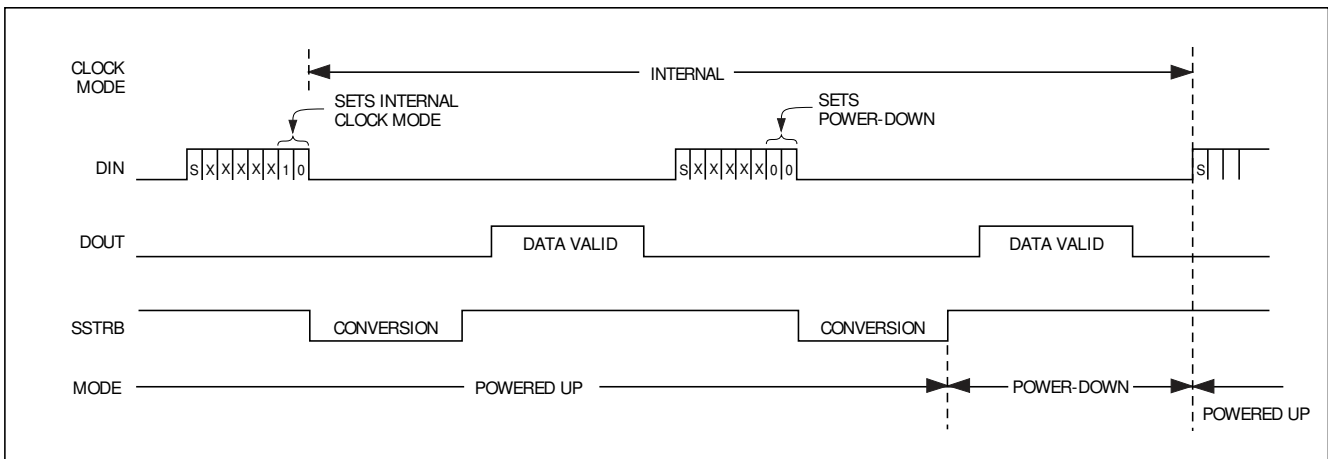 CLOCK
MODE
INTERNAL
SETS INTERNAL
CLOCK MODE
SETS
POWER-DOWN
DIN
S X X X X X 1 0
S X X X X X 0 0
S
DOUT
DATA VALID
DATA VALID
SSTRB
CONVERSION
CONVERSION
MODE
POWERED UP
POWER-DOWN
POWERED UP